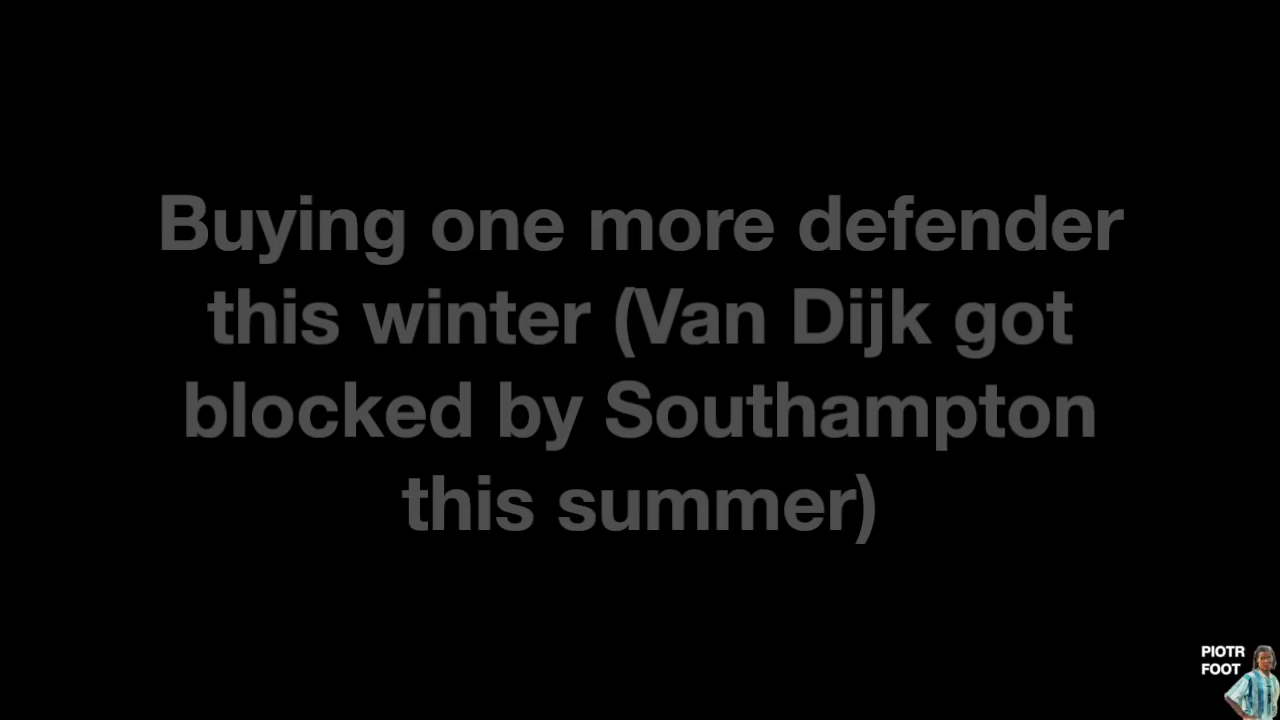 Buying one more defender
this winter (Van Dijk got
blocked by Southampton
this summer)
PIOTR
FOOT